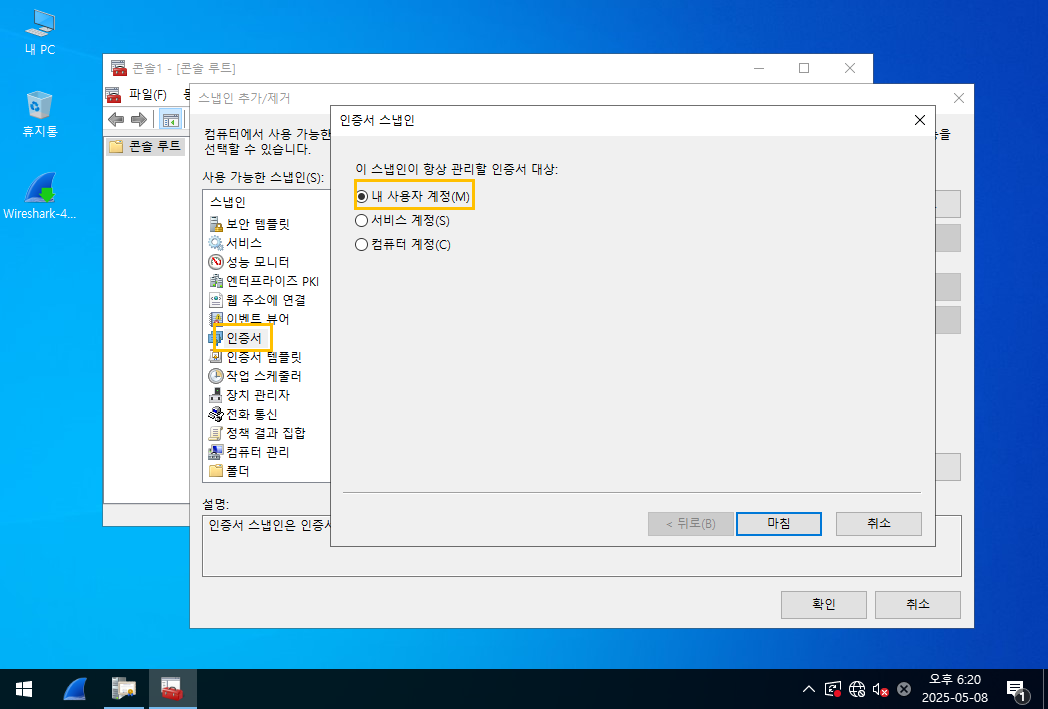 내 PC
휴지통
Wireshark-4...
콘솔1 - [콘솔 루트]
파일(F)
콘솔 루트
스냅인 추가/제거
컴퓨터에서 사용 가능한
선택할 수 있습니다.
사용 가능한 스냅인(S):
스냅인
보안 템플릿
서비스
성능 모니터
엔터프라이즈 PKI
웹 주소에 연결
이벤트 뷰어
인증서
인증서 템플릿
작업 스케줄러
장치 관리자
전화 통신
정책 결과 집합
컴퓨터 관리
폴더
설명:
인증서 스냅인은 인증서
확인
취소
인증서 스냅인
이 스냅인이 항상 관리할 인증서 대상:
내 사용자 계정(M)
서비스 계정(S)
컴퓨터 계정(C)
< 뒤로(B)
마침
취소
오후 6:20
2025-05-08
1